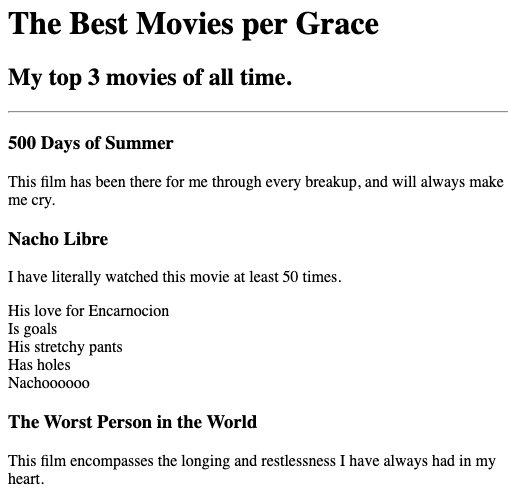 The Best Movies per Grace
My top 3 movies of all time.
500 Days of Summer
This film has been there for me through every breakup, and will always make
me cry.
Nacho Libre
I have literally watched this movie at least 50 times.
His love for Encarnocion
Is goals
His stretchy pants
Has holes
Nachoooooo
The Worst Person in the World
This film encompasses the longing and restlessness I have always had in my
heart.